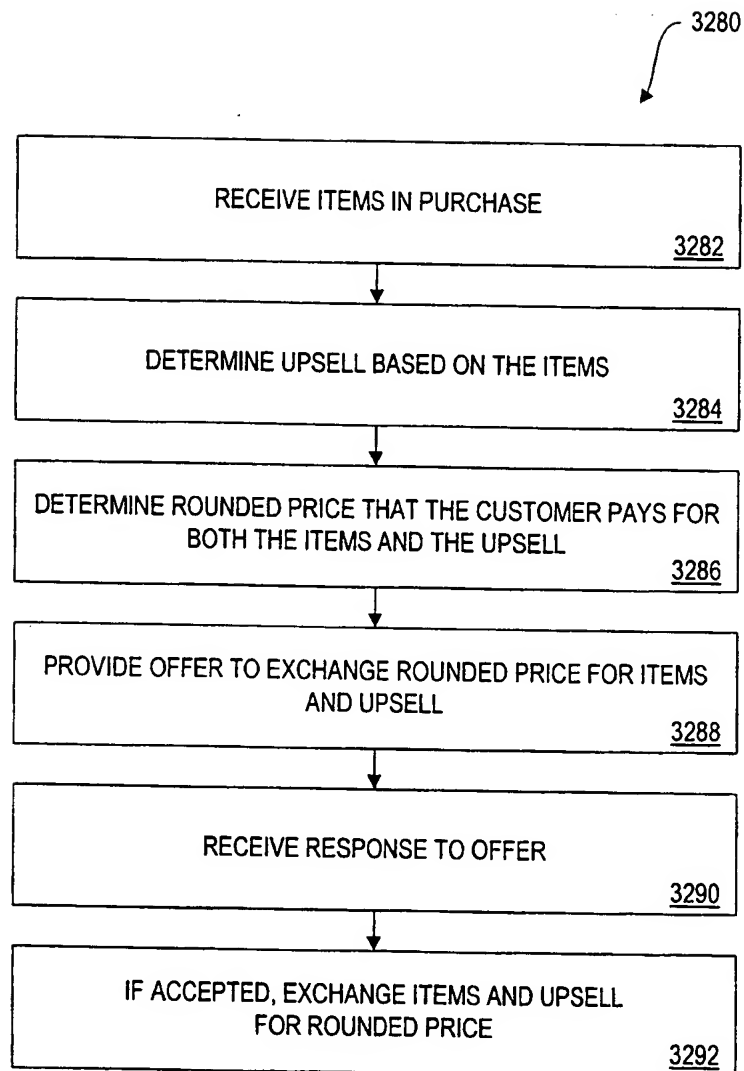 3280
RECEIVE ITEMS IN PURCHASE
3282
DETERMINE UPSELL BASED ON THE ITEMS
3284
DETERMINE ROUNDED PRICE THAT THE CUSTOMER PAYS FOR
BOTH THE ITEMS AND THE UPSELL
3286
PROVIDE OFFER TO EXCHANGE ROUNDED PRICE FOR ITEMS
AND UPSELL
3288
RECEIVE RESPONSE TO OFFER
3290
IF ACCEPTED, EXCHANGE ITEMS AND UPSELL
FOR ROUNDED PRICE
3292